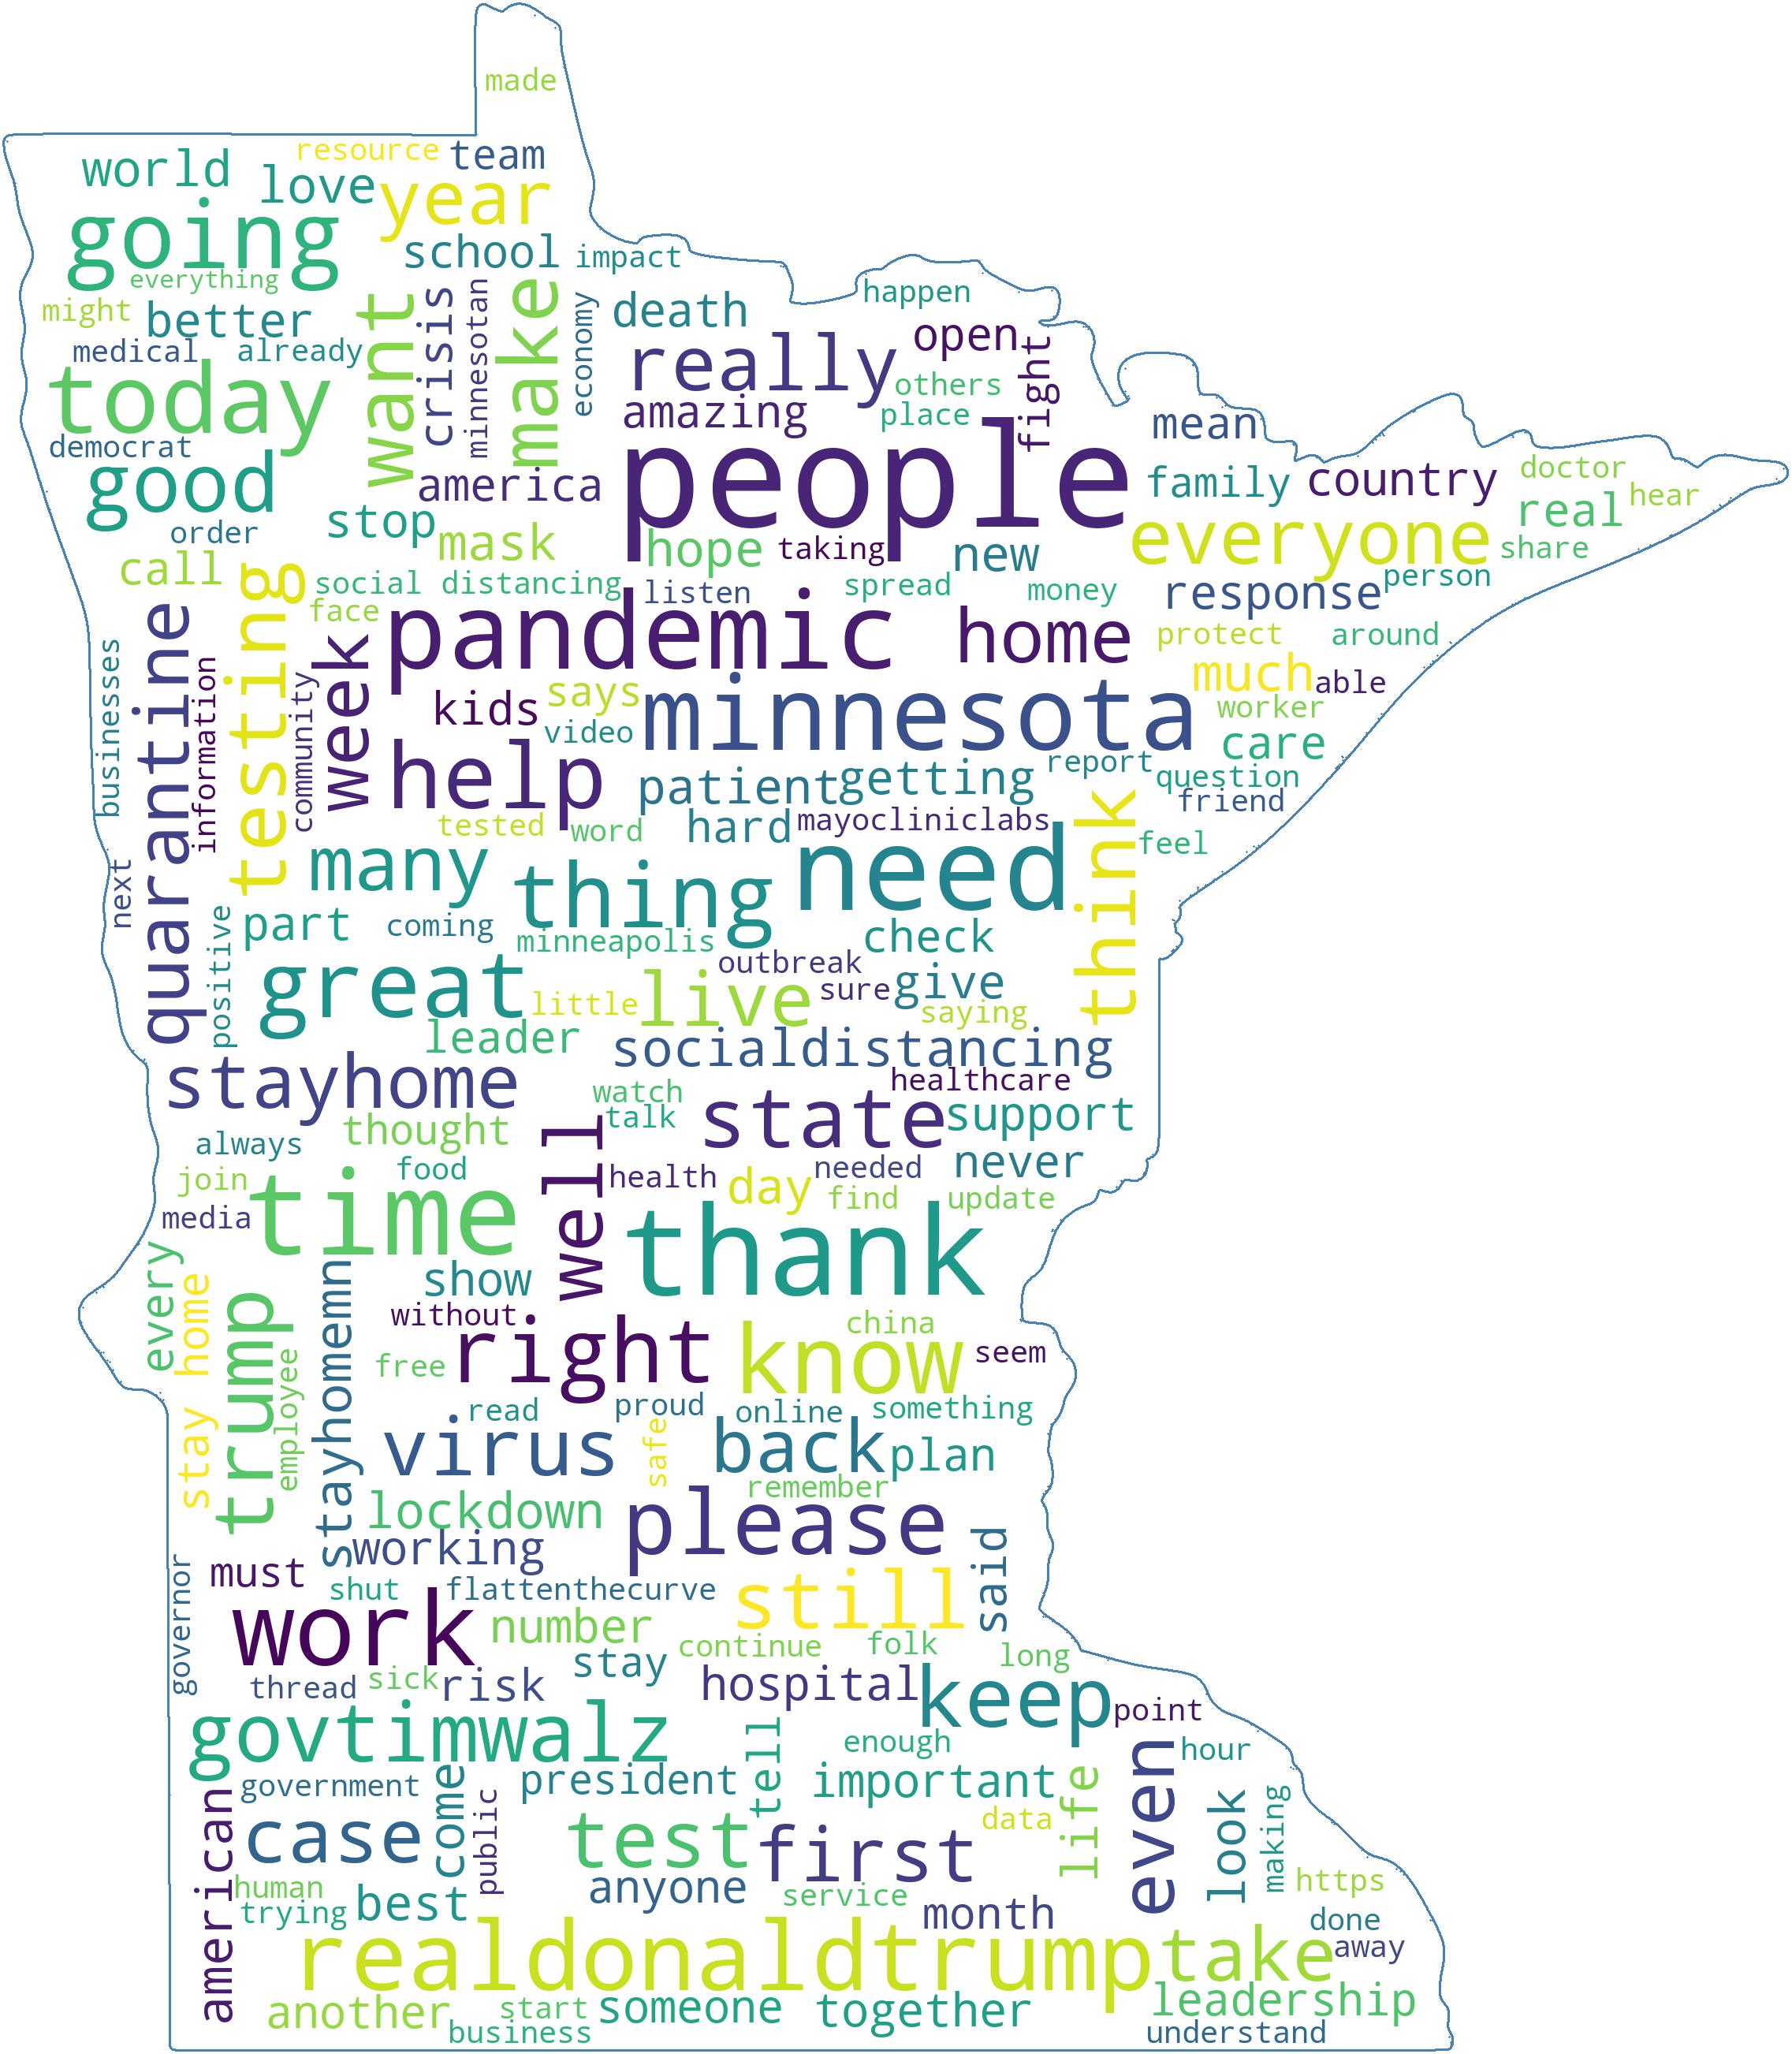 made
resource team
world love year
going school impact
everything
might better want crisis minnesotan make economy death happen
medical already really open
today amazing others fight
place mean
democrat
good america people family country doctor
hear
order stop mask everyone real
call hope taking new share
social distancing listen spread money response person
face
quarantine testing week pandemic home protect around
businesses information community kids says minnesota much able
video worker
help care
patient getting report question
friend
tested word hard mayocliniclabs think
many thing need feel
next
positive part coming minneapolis check
outbreak
great little live sure give
saying
leader socialdistancing
stayhome healthcare
watch
talk state support
thought well
always food never
join time health day needed
find update
media thank
every stay home trump stayhomemn show
without right know china
free seem
employee
read proud online something
virus safe back plan
lockdown remember
working please said
governor must shut flattenthecurve still
work number continue folk long
stay
thread sick risk hospital keep point
govtimwalz tell enough even hour
american government come president important life look making
case public test first data
human https
trying best anyone service month done
realdonaldtrump take away
another start someone together leadership
business understand